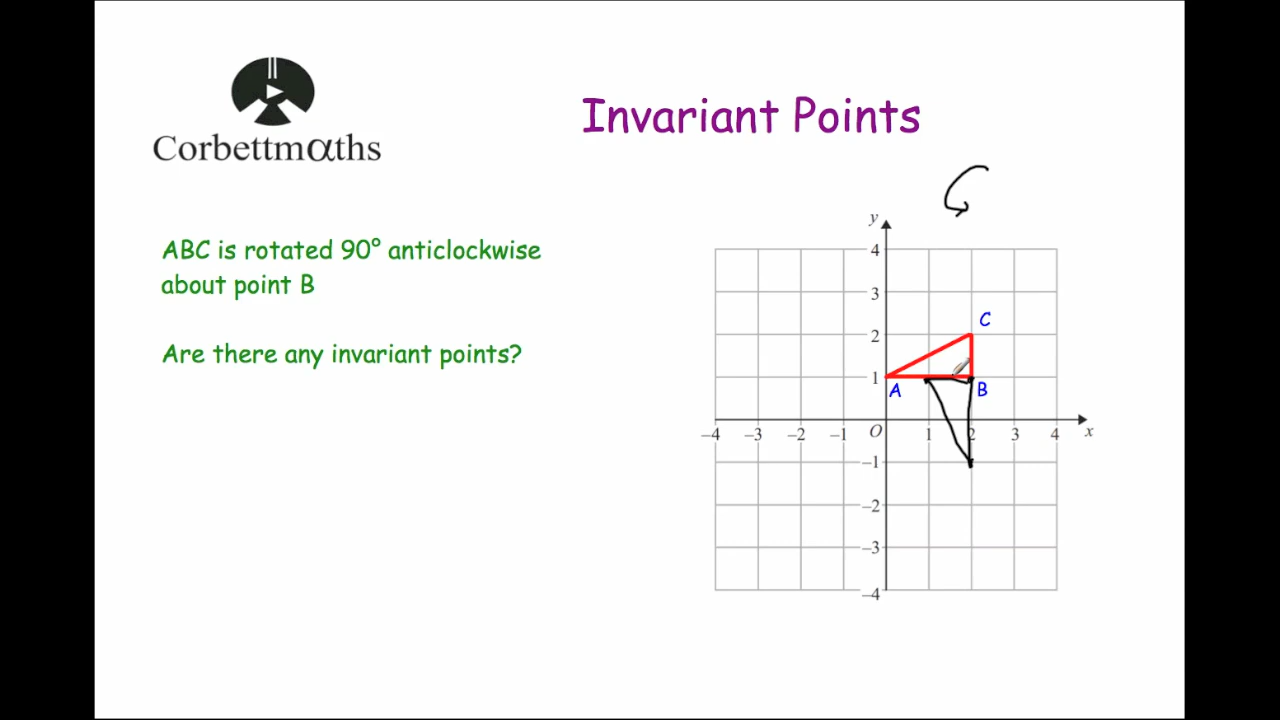 Corbettmαths
Invariant Points
ABC is rotated 90° anticlockwise
about point B
Are there any invariant points?
y
4
3
C
2
1
A
B
–4 –3 –2 –1 O 1 2 3 4 x
–1
–2
–3
–4